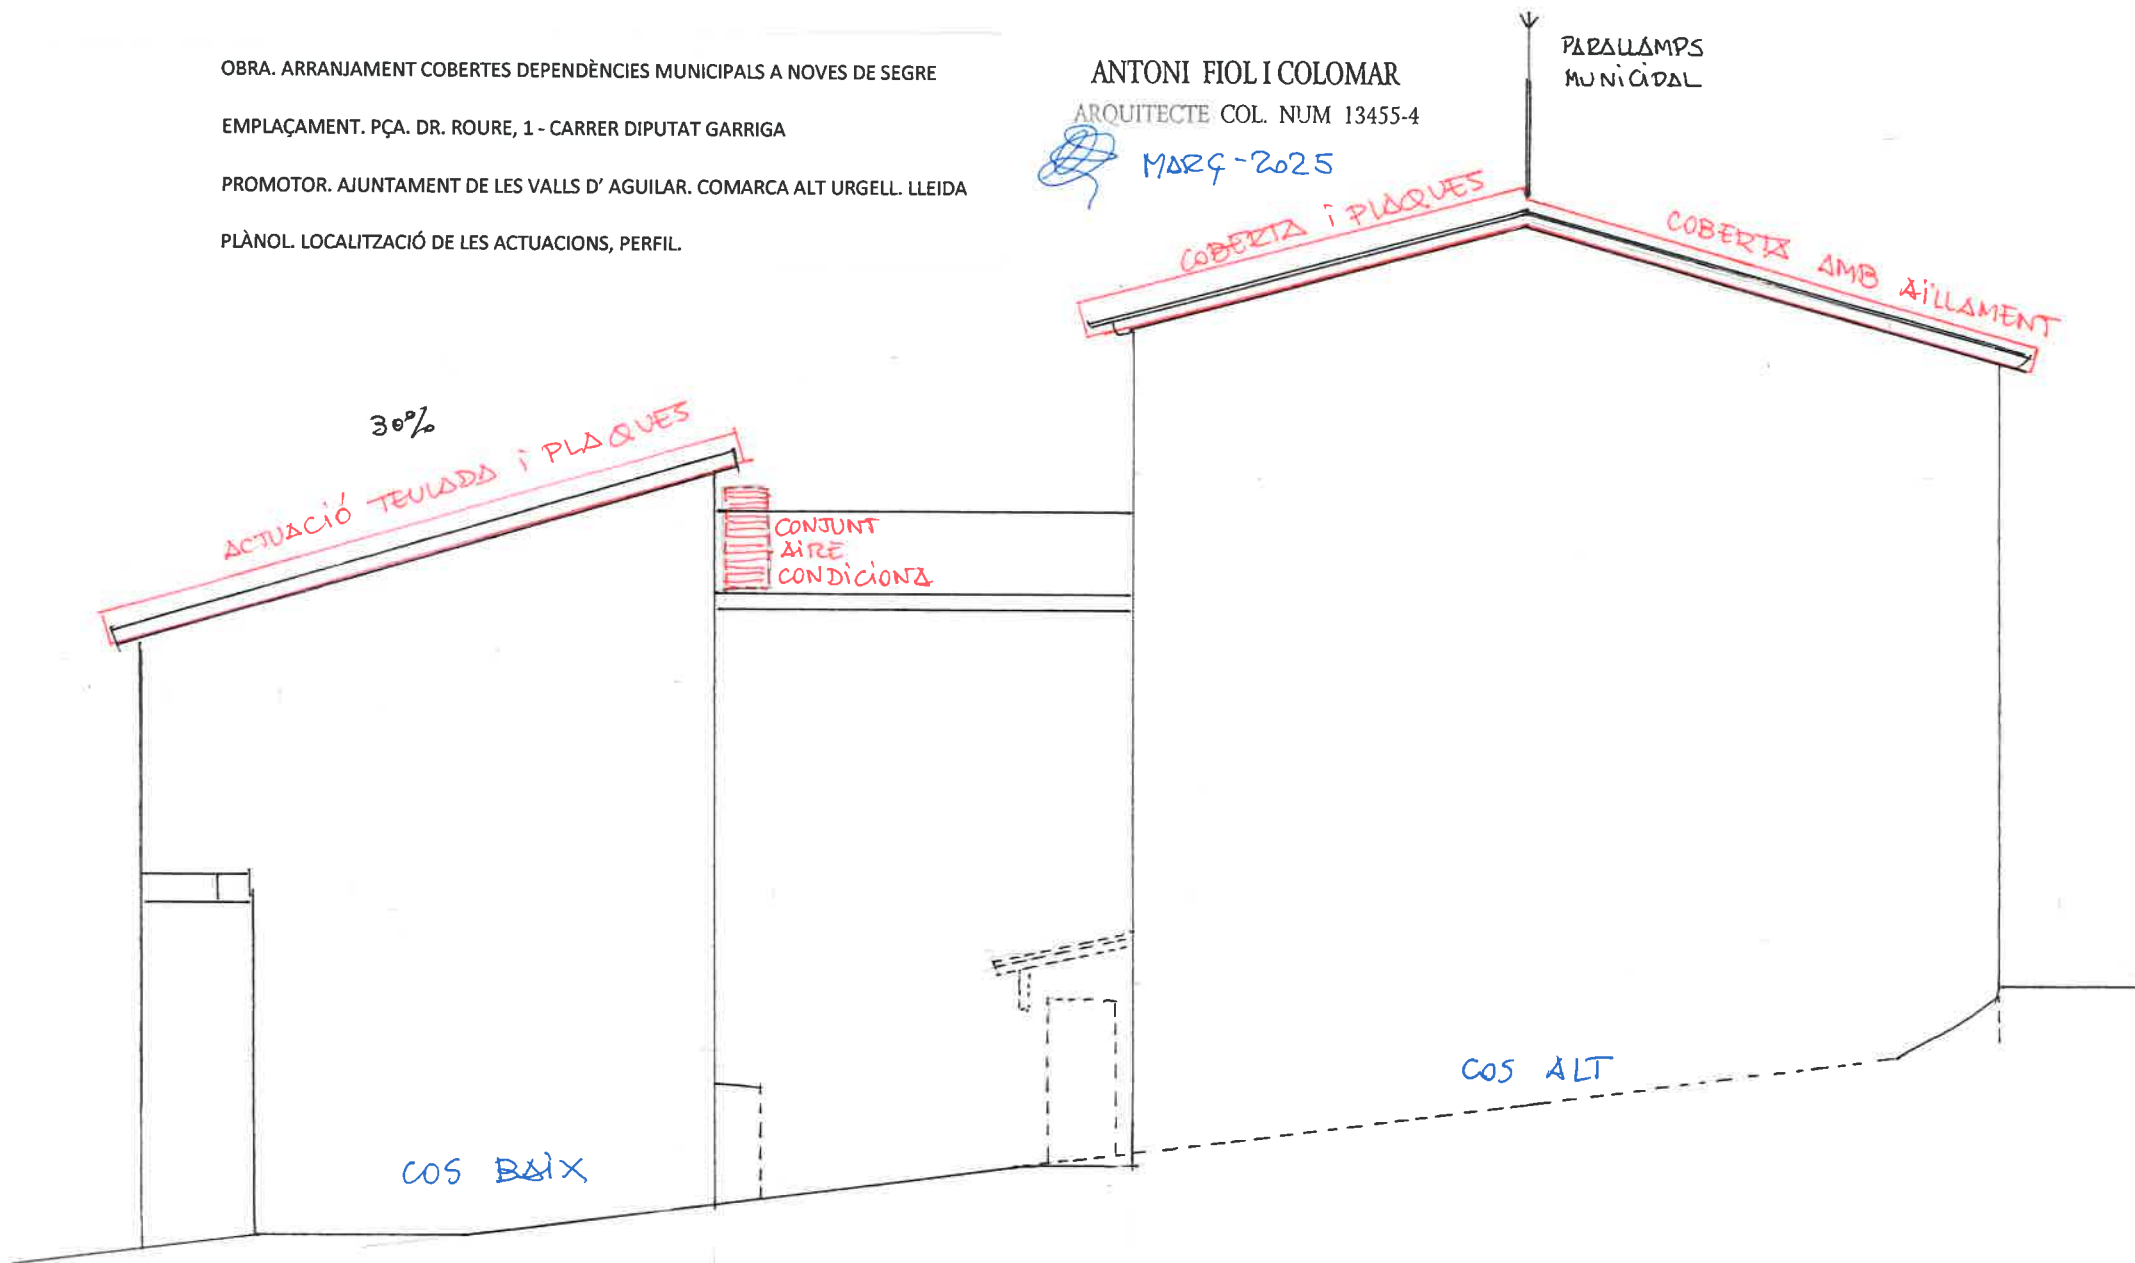 OBRA. ARRANJAMENT COBERTES DEPENDÈNCIES MUNICIPALS A NOVES DE SEGRE
EMPLAÇAMENT. PÇA. DR. ROURE, 1 - CARRER DIPUTAT GARRIGA
PROMOTOR. AJUNTAMENT DE LES VALLS D' AGUILAR. COMARCA ALT URGELL. LLEIDA
PLÀNOL. LOCALITZACIÓ DE LES ACTUACIONS, PERFIL.
ANTONI FIOL I COLOMAR
ARQUITECTE COL. NUM 13455-4
MARÇ-2025
PARALLAMPS
MUNICIPAL
COBERTA i PLAQUES
COBERTA AMB AÏLLAMENT
30%
ACTUACIÓ TEULADA i PLAQUES
CONJUNT
AIRE
CONDICIONA
COS ALT
COS BAIX